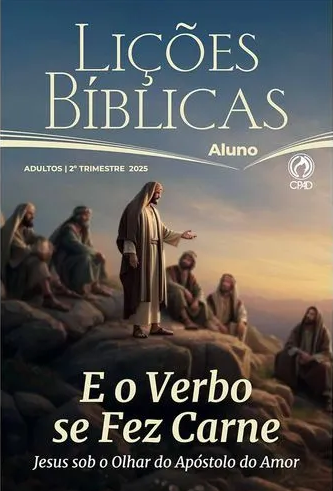 LIÇÕES
BÍBLICAS
Aluno
ADULTOS | 2º TRIMESTRE 2025
CPAD
E o Verbo
se Fez Carne
Jesus sob o Olhar do Apóstolo do Amor